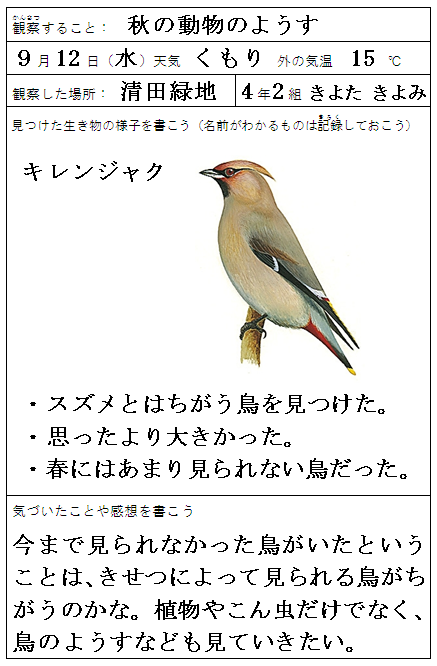 観察すること： 秋の動物のようす
9月12日（水）天気 くもり 外の気温 15 ℃
観察した場所： 清田緑地 4年2組 きよた きよみ
見つけた生き物の様子を書こう（名前がわかるものは記録しておこう）
キレンジャク
・スズメとはちがう鳥を見つけた。
・思ったより大きかった。
・春にはあまり見られない鳥だった。
気づいたことや感想を書こう
今まで見られなかった鳥がいたという
ことは、きせつによって見られる鳥がち
がうのかな。植物やこん虫だけでなく、
鳥のようすなども見ていきたい。